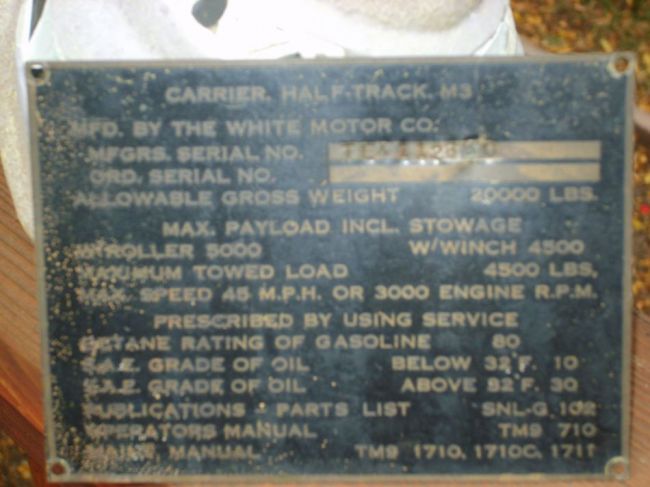 CARRIER, HALF-TRACK M3
MFD. BY THE WHITE MOTOR CO.
MFGRS. SERIAL NO.
ORD. SERIAL NO.
ALLOWABLE GROSS WEIGHT 20000 LBS.
MAX. PAYLOAD INCL. STOWAGE
W/ROLLER 5000 W/WINCH 4500
MAXIMUM TOWED LOAD 4500 LBS.
MAX. SPEED 45 M.P.H. OR 3000 ENGINE R.P.M.
PRESCRIBED BY USING SERVICE
OCTANE RATING OF GASOLINE 80
S.A.E. GRADE OF OIL BELOW 32°F. 10
S.A.E. GRADE OF OIL ABOVE 32°F. 30
PUBLICATIONS - PARTS LIST SNL-G 102
OPERATORS MANUAL TM9 710
MAINT. MANUAL TM9 1710, 1710C, 1711